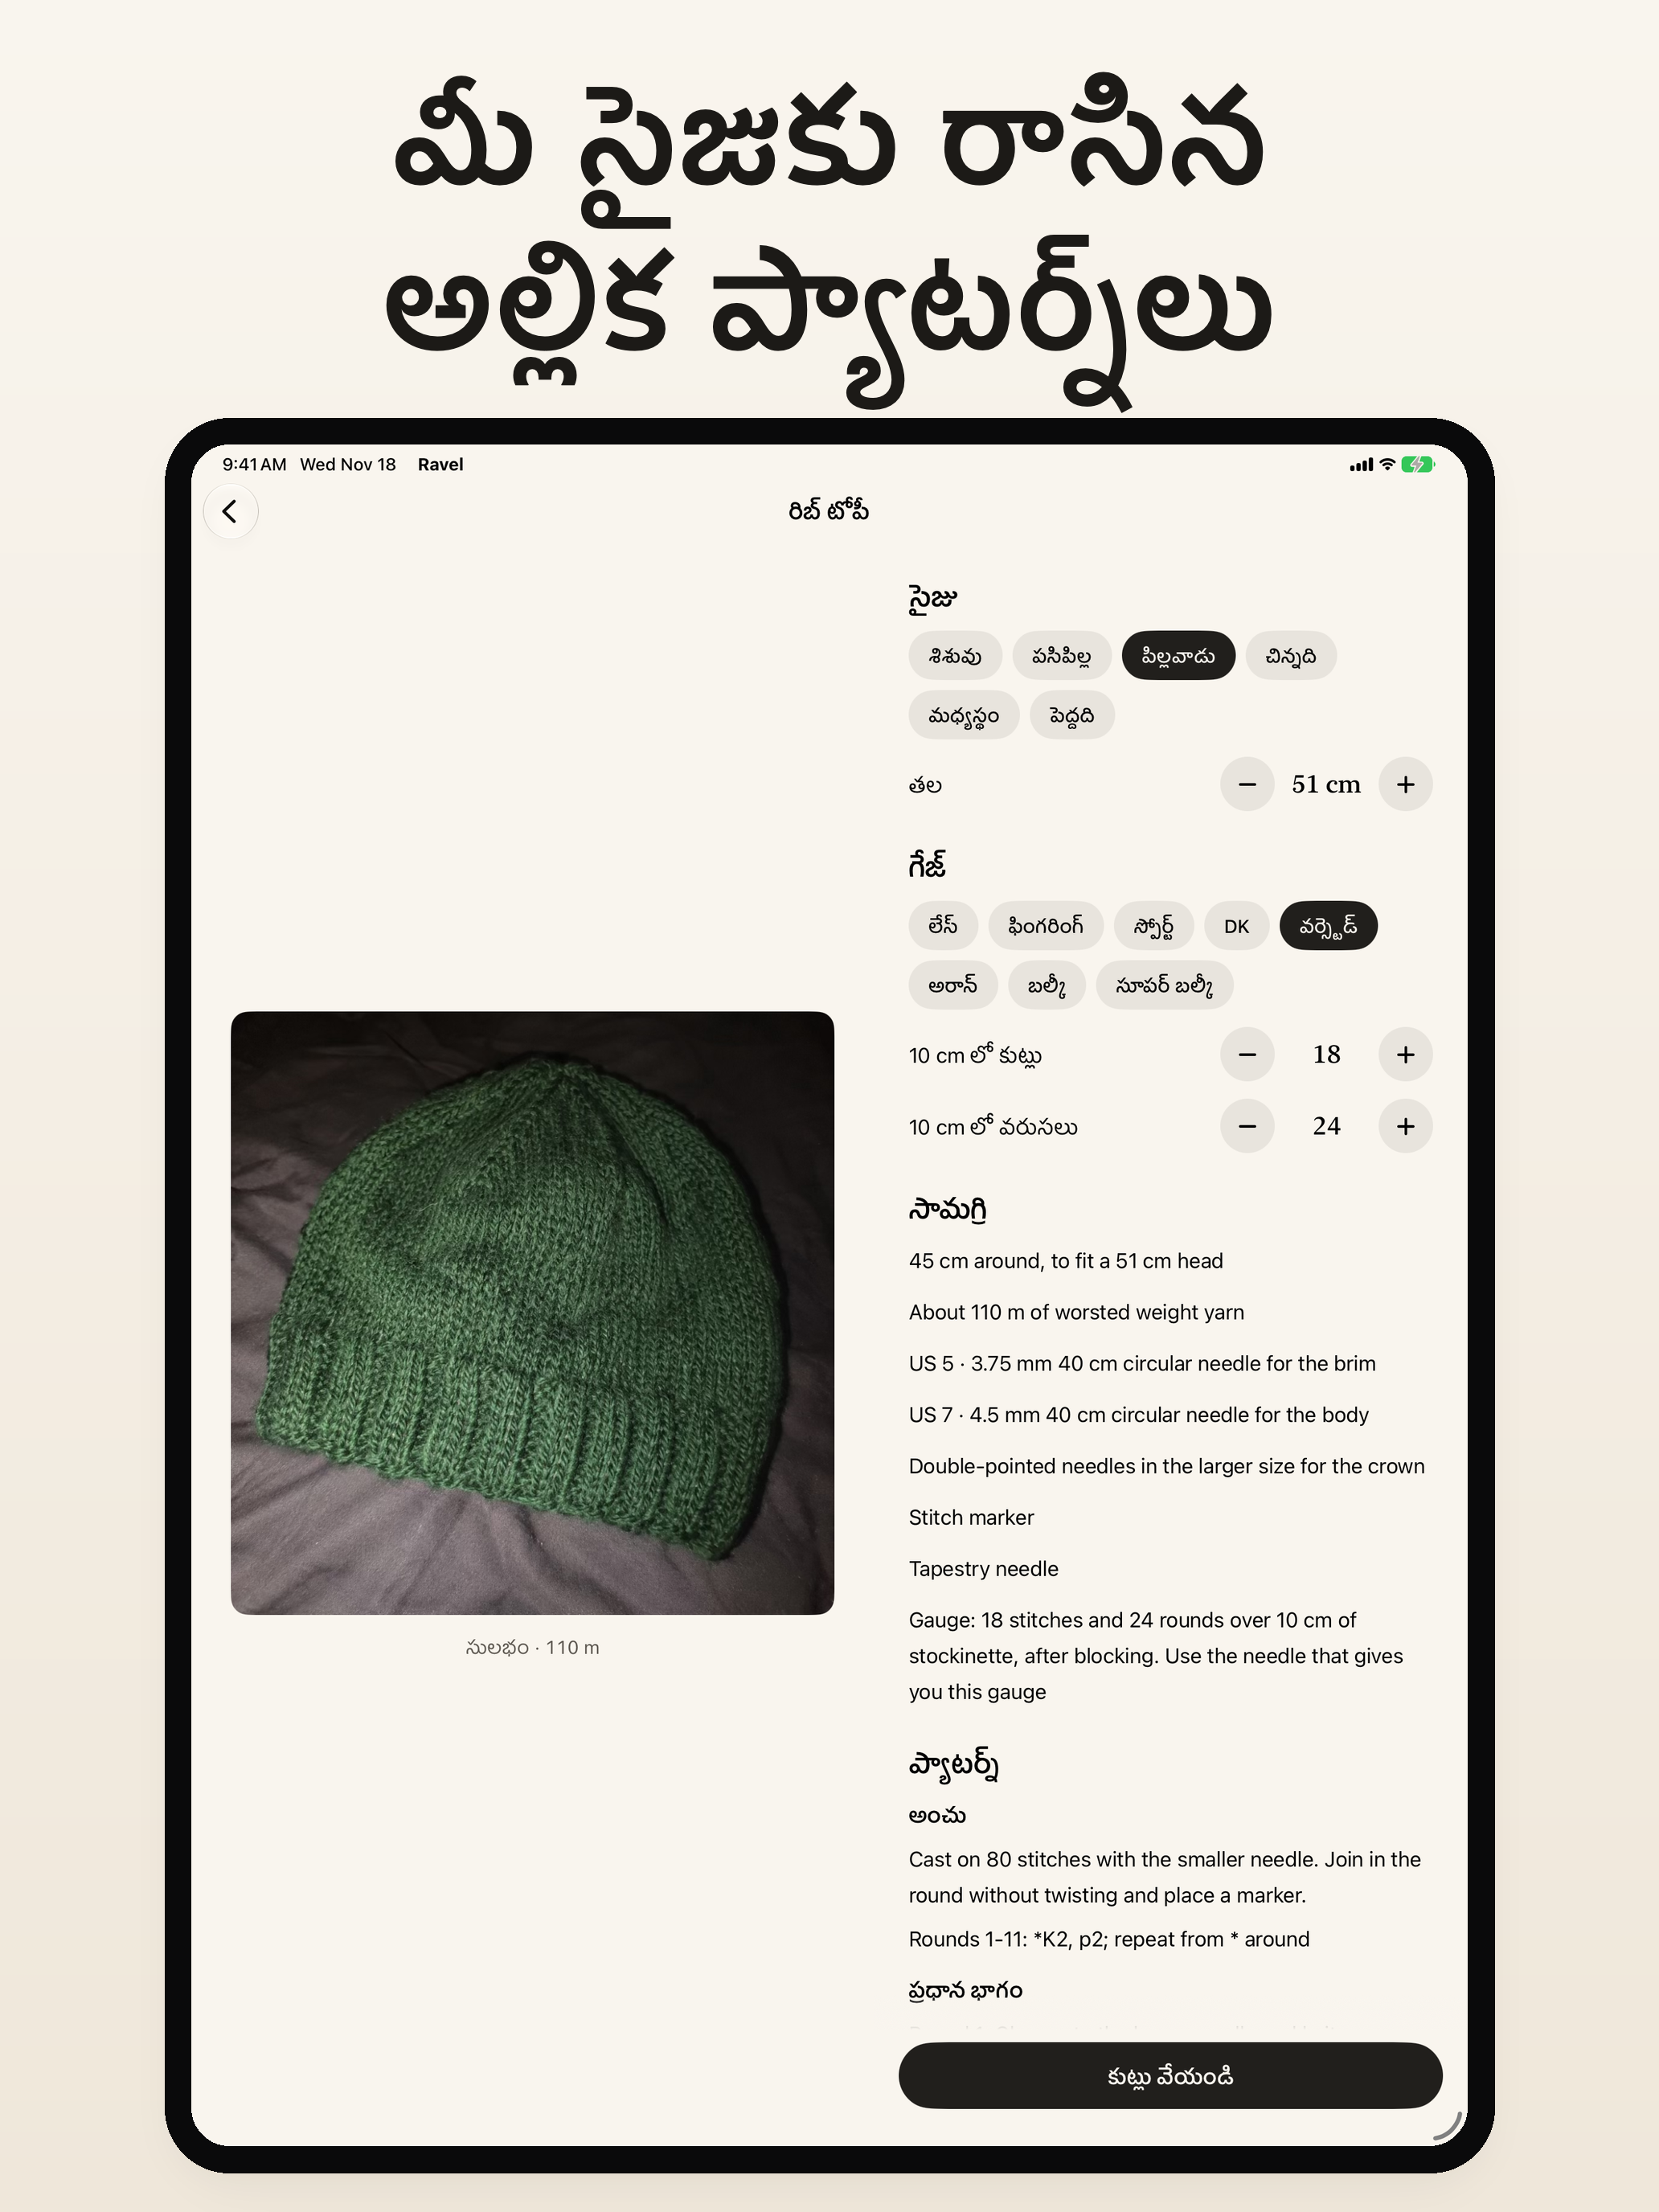 మీ సైజుకు రాసిన
అల్లిక ప్యాటర్న్‌లు
9:41 AM Wed Nov 18 Ravel
రిబ్ టోపీ
సైజు
శిశువు పసిపిల్ల పిల్లవాడు చిన్నది
మధ్యస్థం పెద్దది
తల 51 cm
గేజ్
లేస్ ఫింగరింగ్ స్పోర్ట్ DK వర్స్టెడ్
అరాన్ బల్కీ సూపర్ బల్కీ
10 cm లో కుట్లు 18
10 cm లో వరుసలు 24
సామగ్రి
45 cm around, to fit a 51 cm head
About 110 m of worsted weight yarn
US 5 · 3.75 mm 40 cm circular needle for the brim
US 7 · 4.5 mm 40 cm circular needle for the body
Double-pointed needles in the larger size for the crown
Stitch marker
Tapestry needle
Gauge: 18 stitches and 24 rounds over 10 cm of
stockinette, after blocking. Use the needle that gives
you this gauge
సులభం · 110 m
ప్యాటర్న్
అంచు
Cast on 80 stitches with the smaller needle. Join in the
round without twisting and place a marker.
Rounds 1-11: *K2, p2; repeat from * around
ప్రధాన భాగం
కుట్లు వేయండి